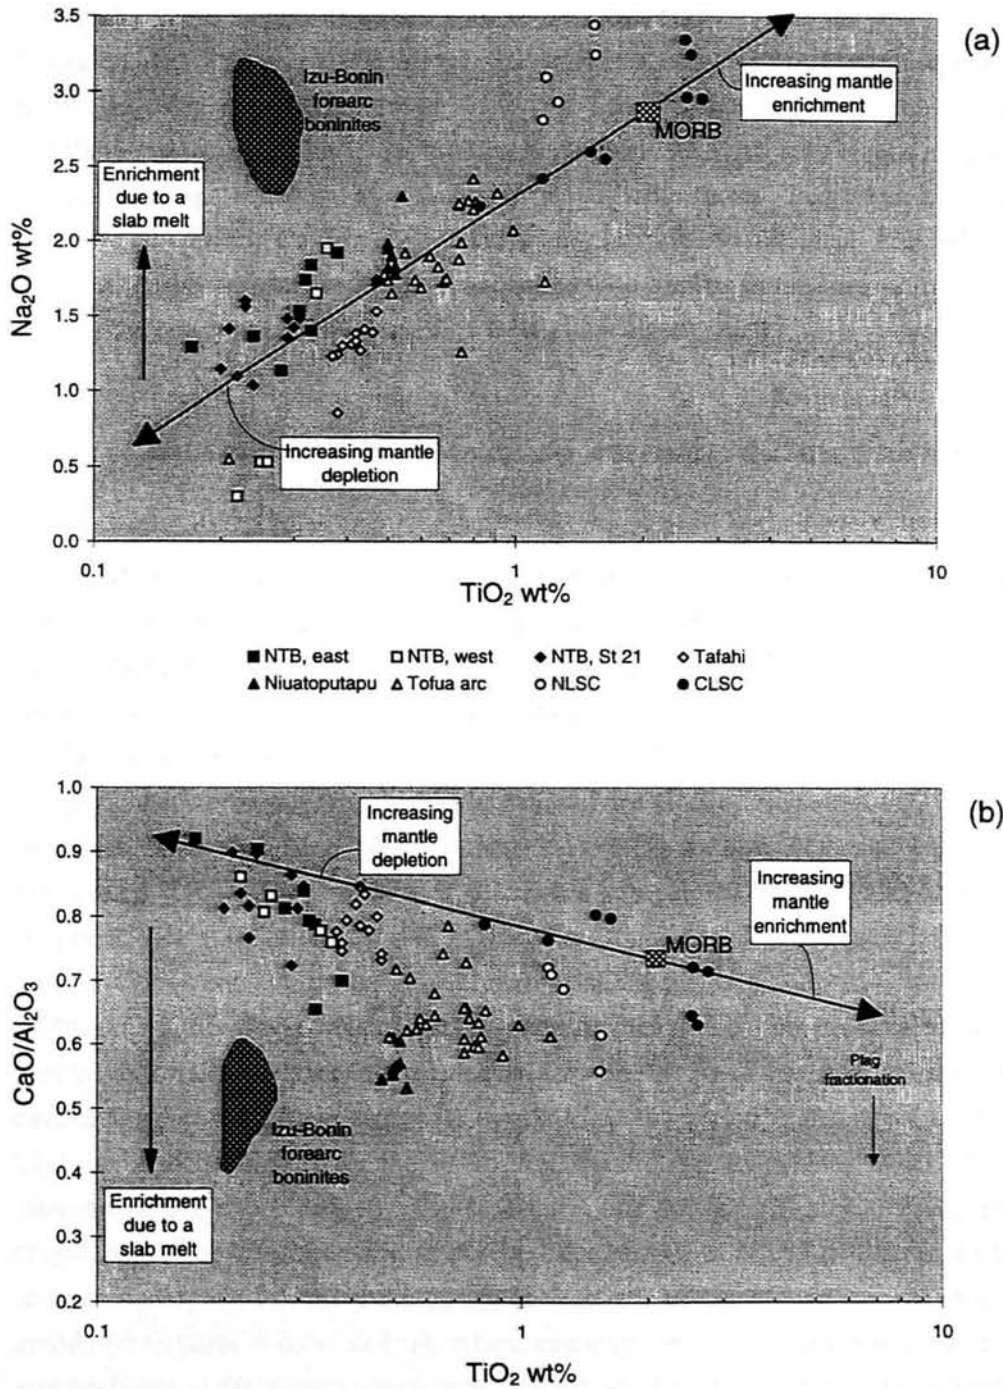 (a)
3.5
3.0
2.5
2.0
1.5
1.0
0.5
0.0
Na₂O wt%
Izu-Bonin
forearc
boninites
Enrichment
due to a
slab melt
Increasing mantle
enrichment
MORB
Increasing mantle
depletion
0.1
1
10
TiO₂ wt%
NTB, east
NTB, west
NTB, St 21
Tafahi
Niuatoputapu
Tofua arc
NLSC
CLSC
(b)
1.0
0.9
0.8
0.7
0.6
0.5
0.4
0.3
0.2
CaO/Al₂O₃
Increasing
mantle
depletion
Increasing
mantle
enrichment
MORB
Plag
fractionation
Izu-Bonin
forearc
boninites
Enrichment
due to a
slab melt
0.1
1
10
TiO₂ wt%